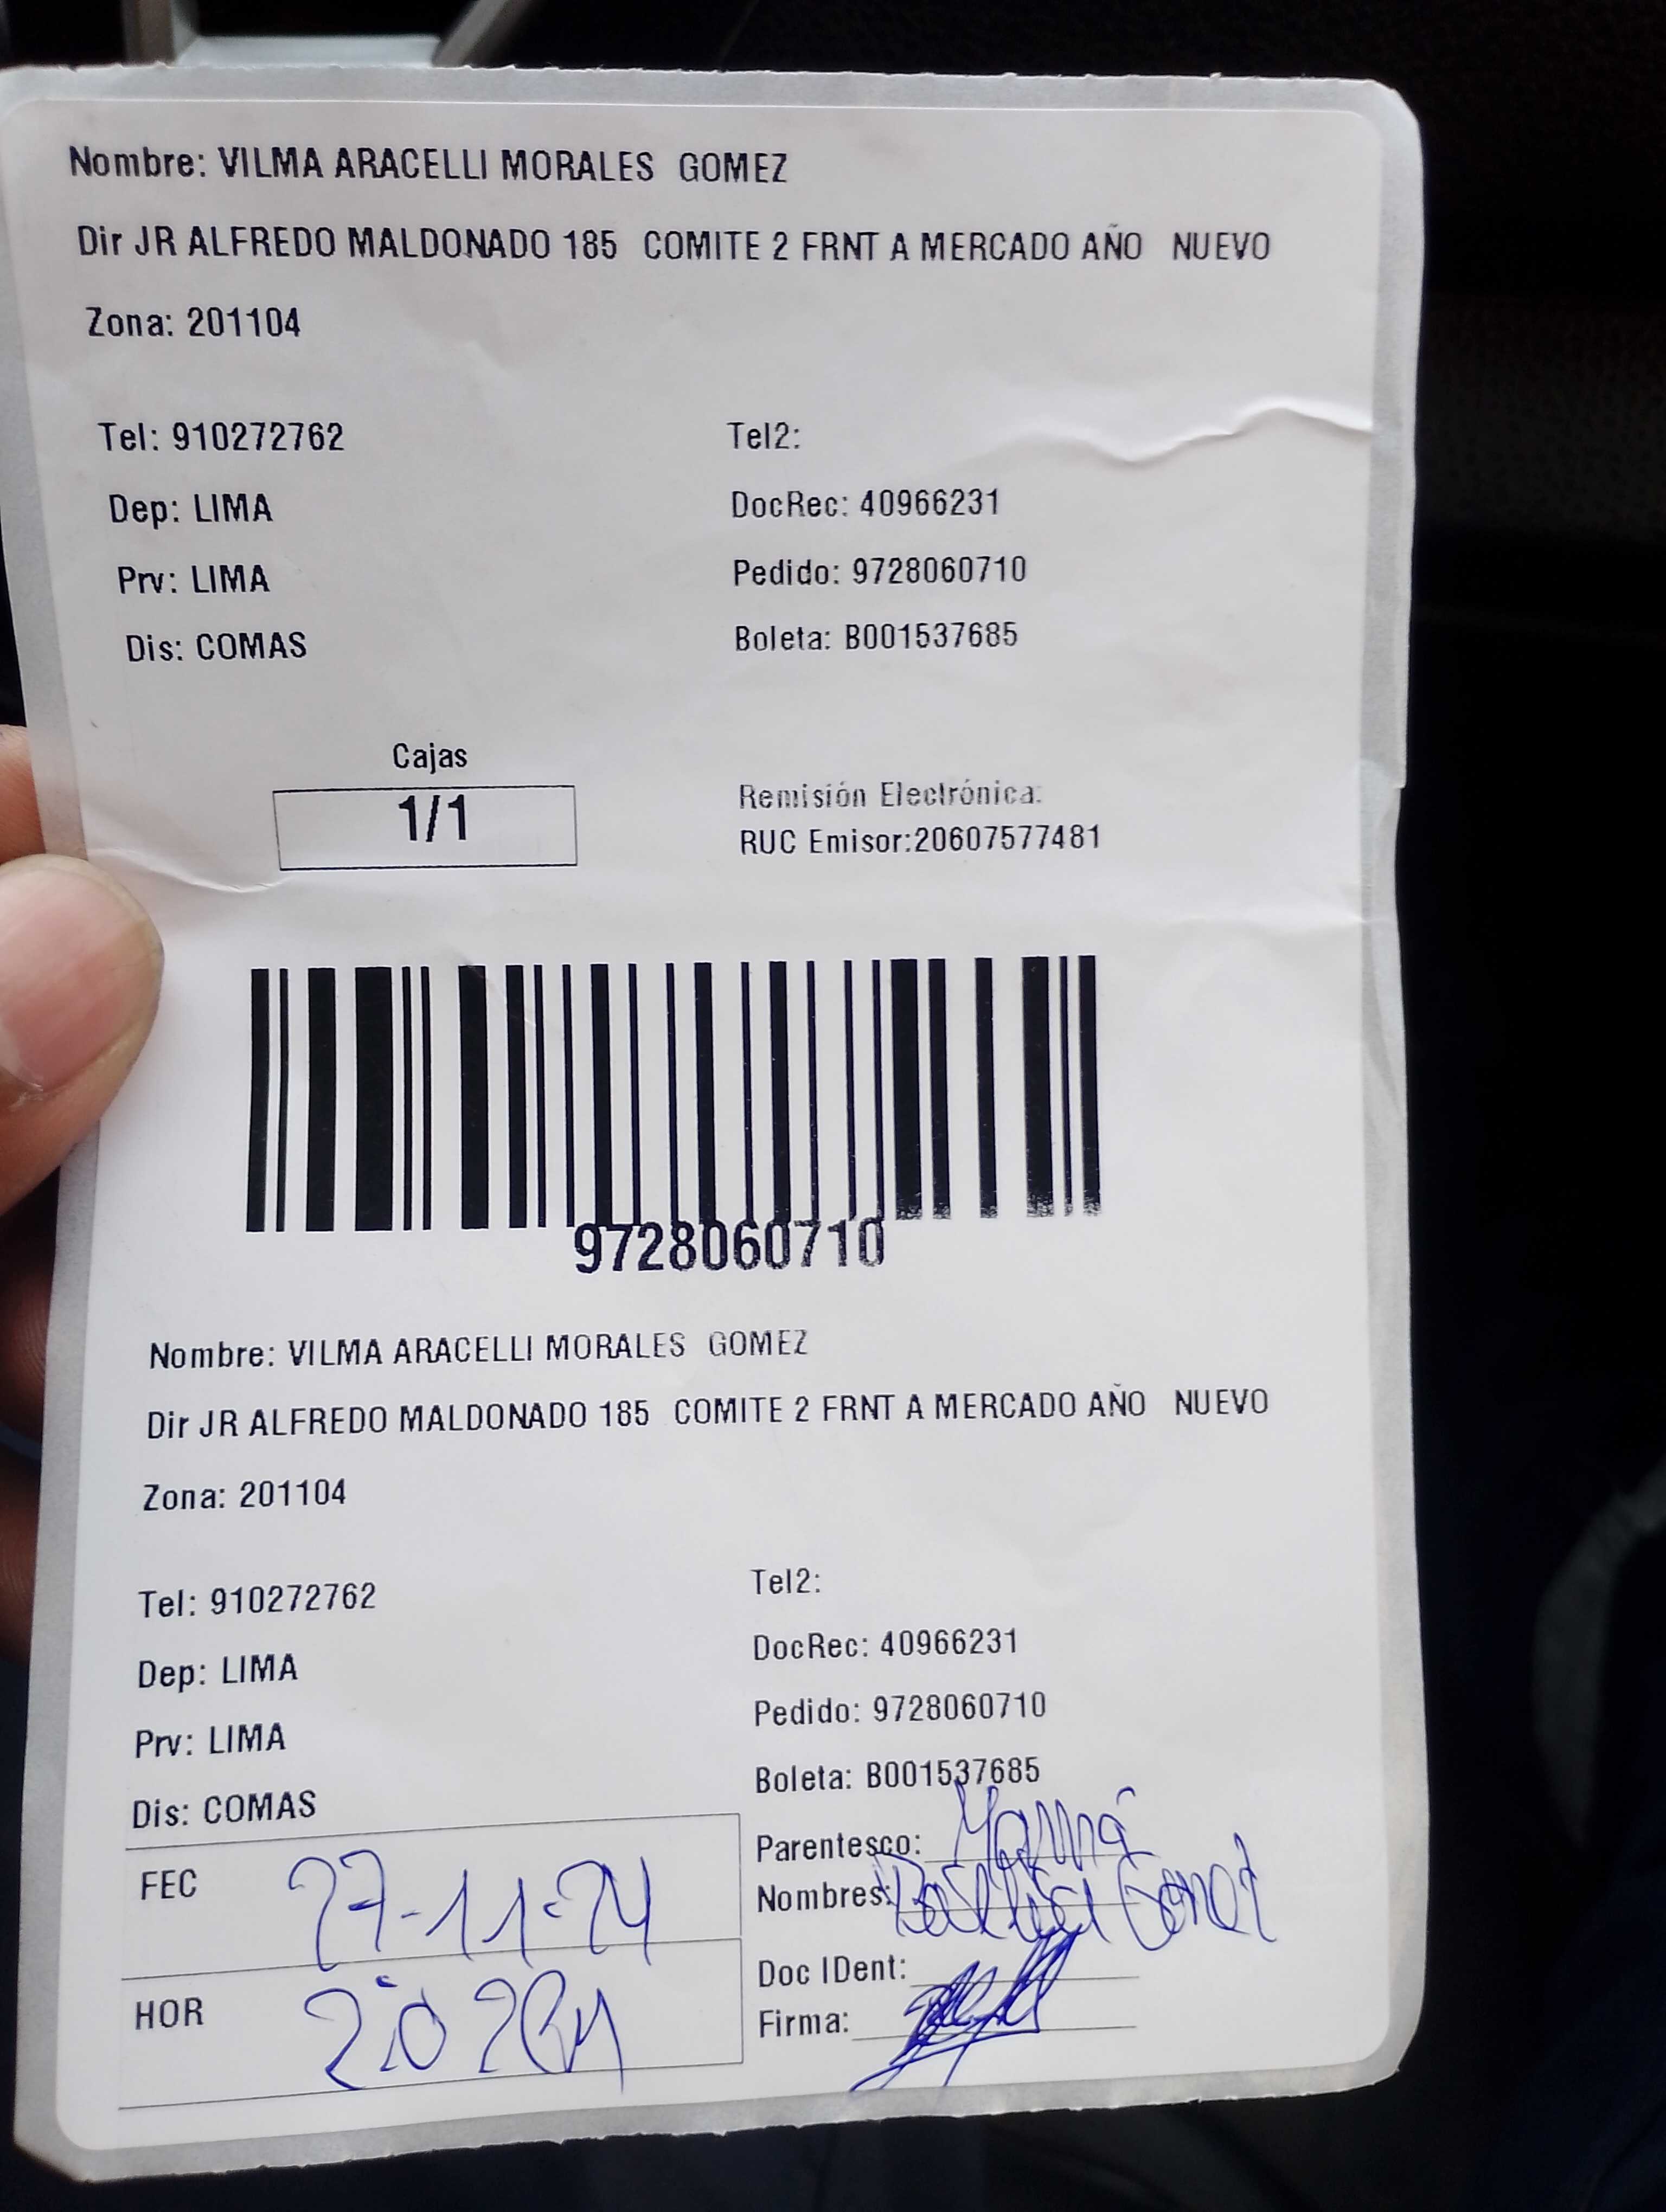 Nombre: VILMA ARACELLI MORALES GOMEZ
Dir JR ALFREDO MALDONADO 185 COMITE 2 FRNT A MERCADO AÑO NUEVO
Zona: 201104
Tel: 910272762 Tel2:
Dep: LIMA DocRec: 40966231
Prv: LIMA Pedido: 9728060710
Dis: COMAS Boleta: B001537685
Cajas
1/1
Remisión Electrónica:
RUC Emisor:20607577481
9728060710
Nombre: VILMA ARACELLI MORALES GOMEZ
Dir JR ALFREDO MALDONADO 185 COMITE 2 FRNT A MERCADO AÑO NUEVO
Zona: 201104
Tel: 910272762 Tel2:
Dep: LIMA DocRec: 40966231
Prv: LIMA Pedido: 9728060710
Dis: COMAS Boleta: B001537685
FEC 27-11-24
HOR
Parentesco: Mamá
Nombres:
Doc IDent:
Firma: